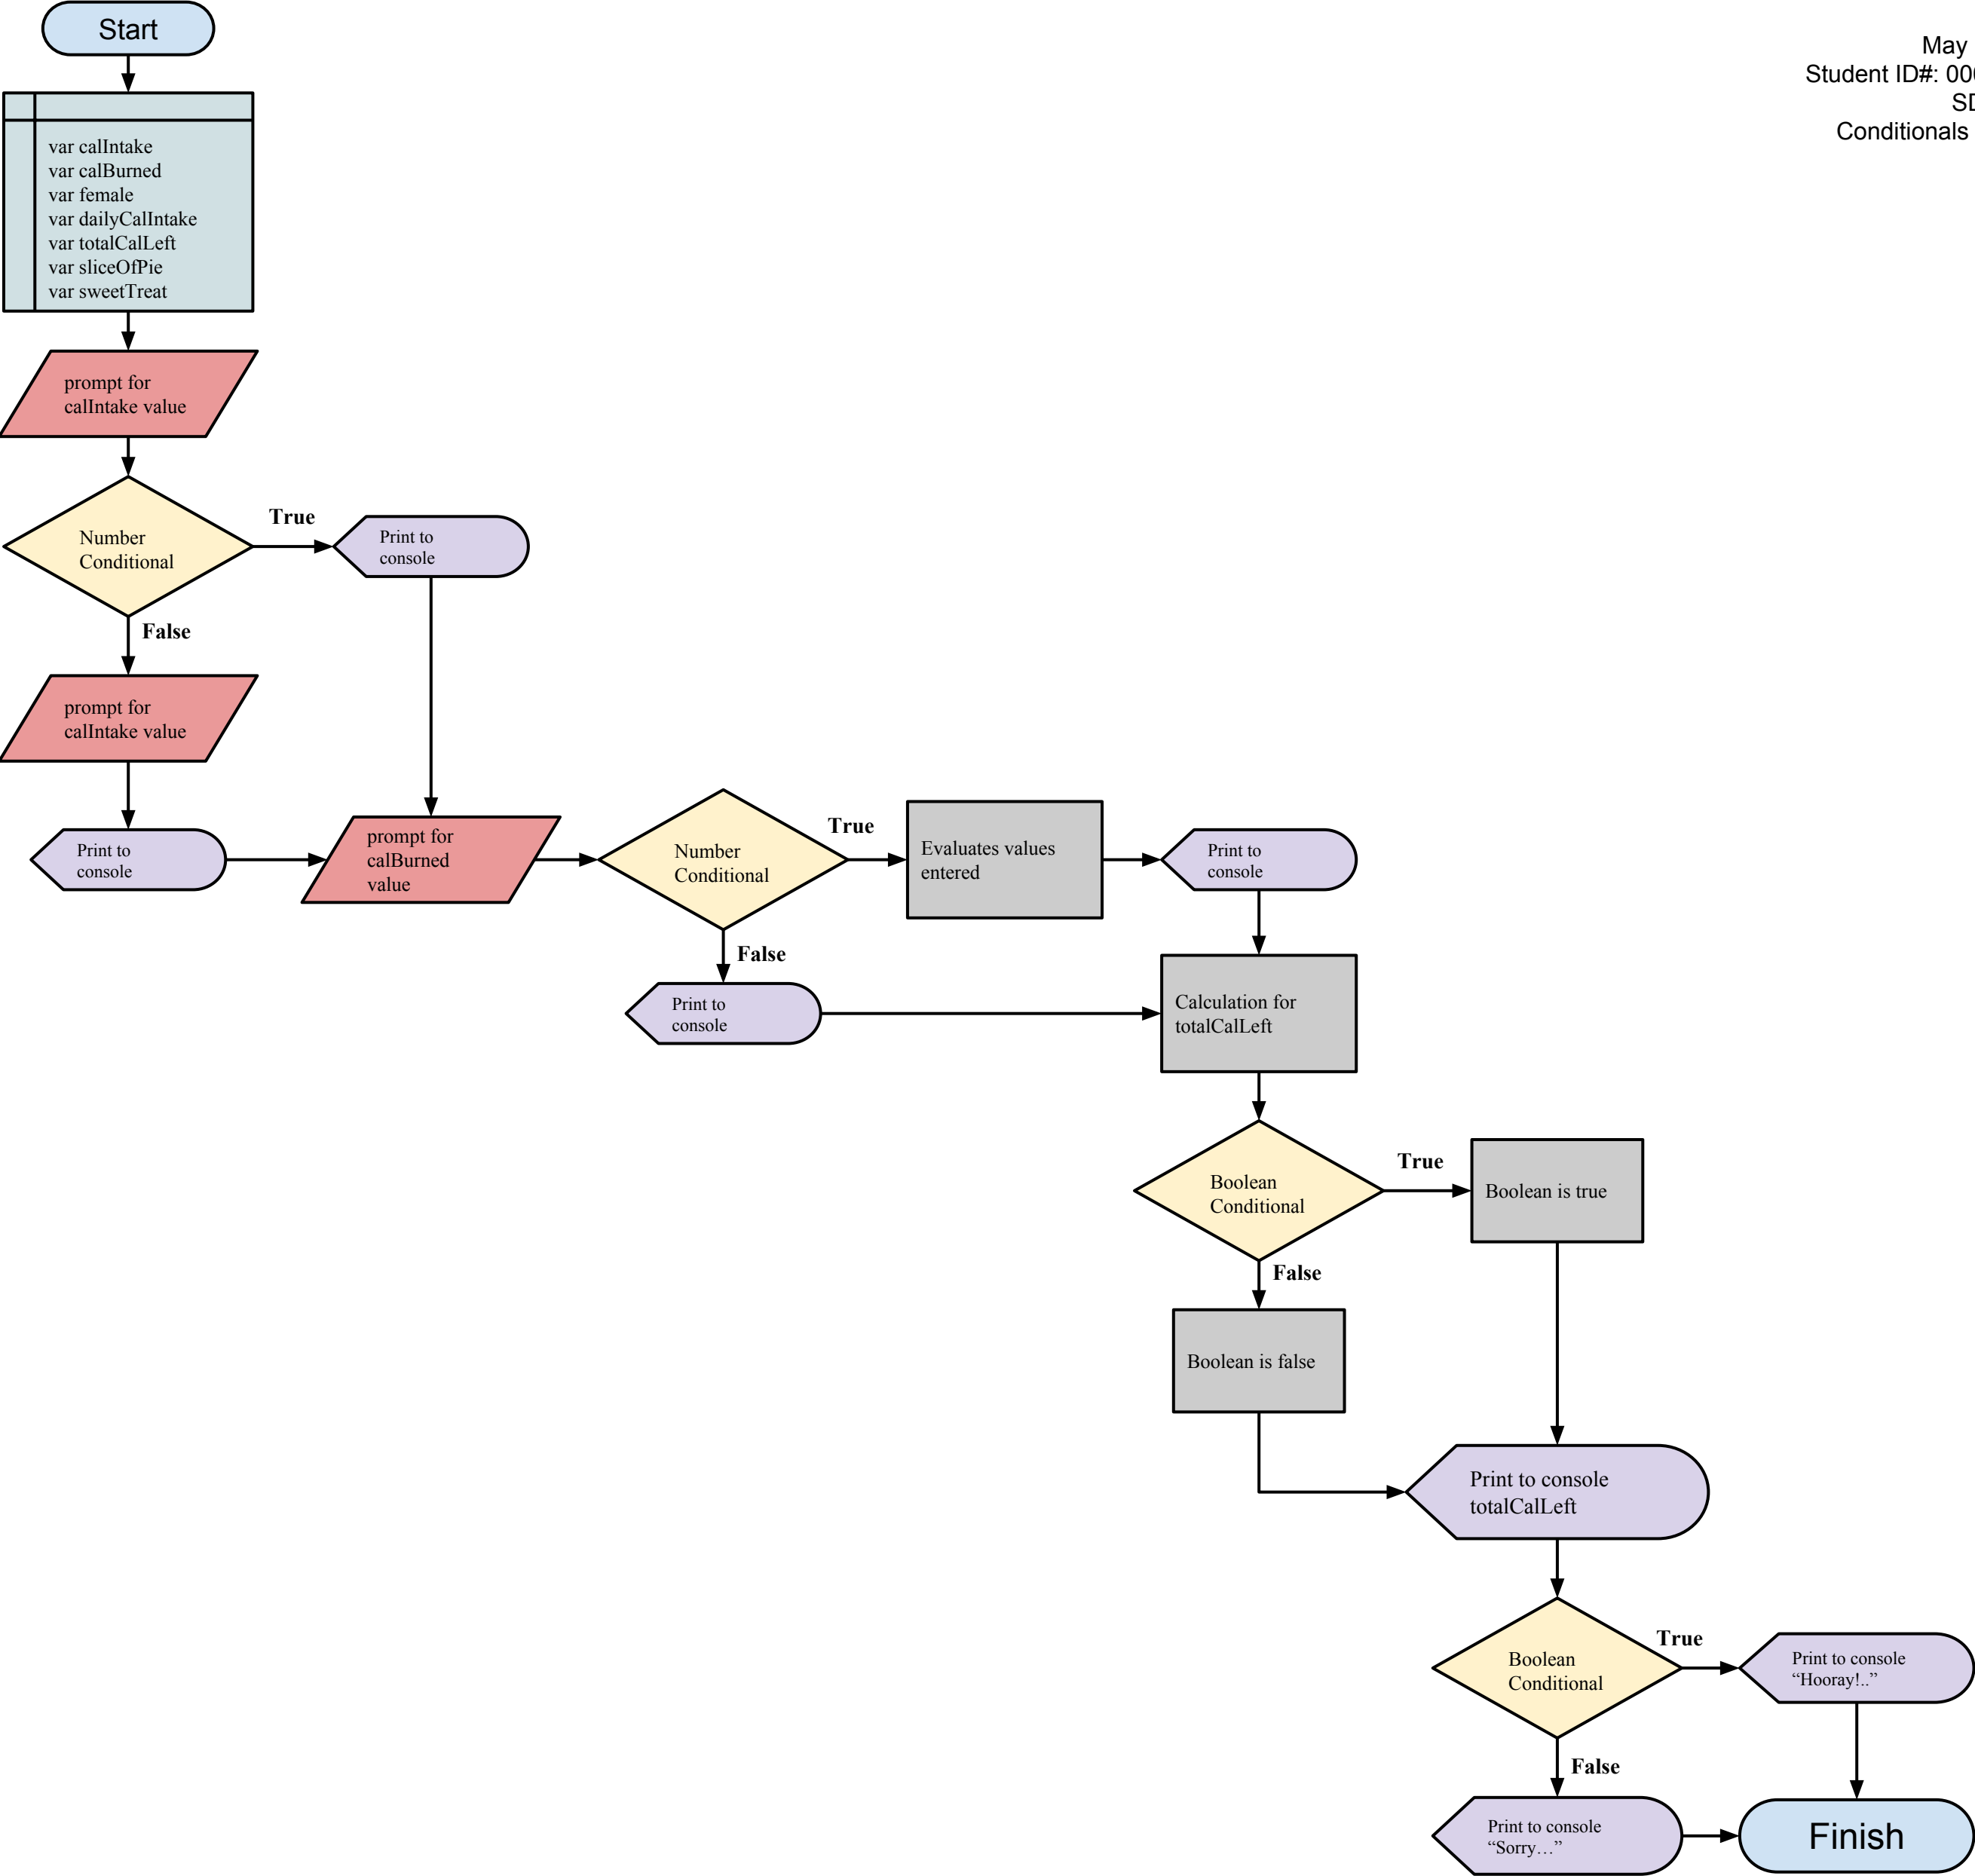 Start
May
Student ID#: 00
Conditionals
var calIntake
var calBurned
var female
var dailyCalIntake
var totalCalLeft
var sliceOfPie
var sweetTreat
prompt for
calIntake value
Number
Conditional
True
Print to
console
False
prompt for
calIntake value
Print to
console
prompt for
calBurned
value
Number
Conditional
True
Evaluates values
entered
Print to
console
False
Print to
console
Calculation for
totalCalLeft
Boolean
Conditional
True
Boolean is true
False
Boolean is false
Print to console
totalCalLeft
Boolean
Conditional
True
Print to console
“Hooray!..”
False
Print to console
“Sorry…”
Finish